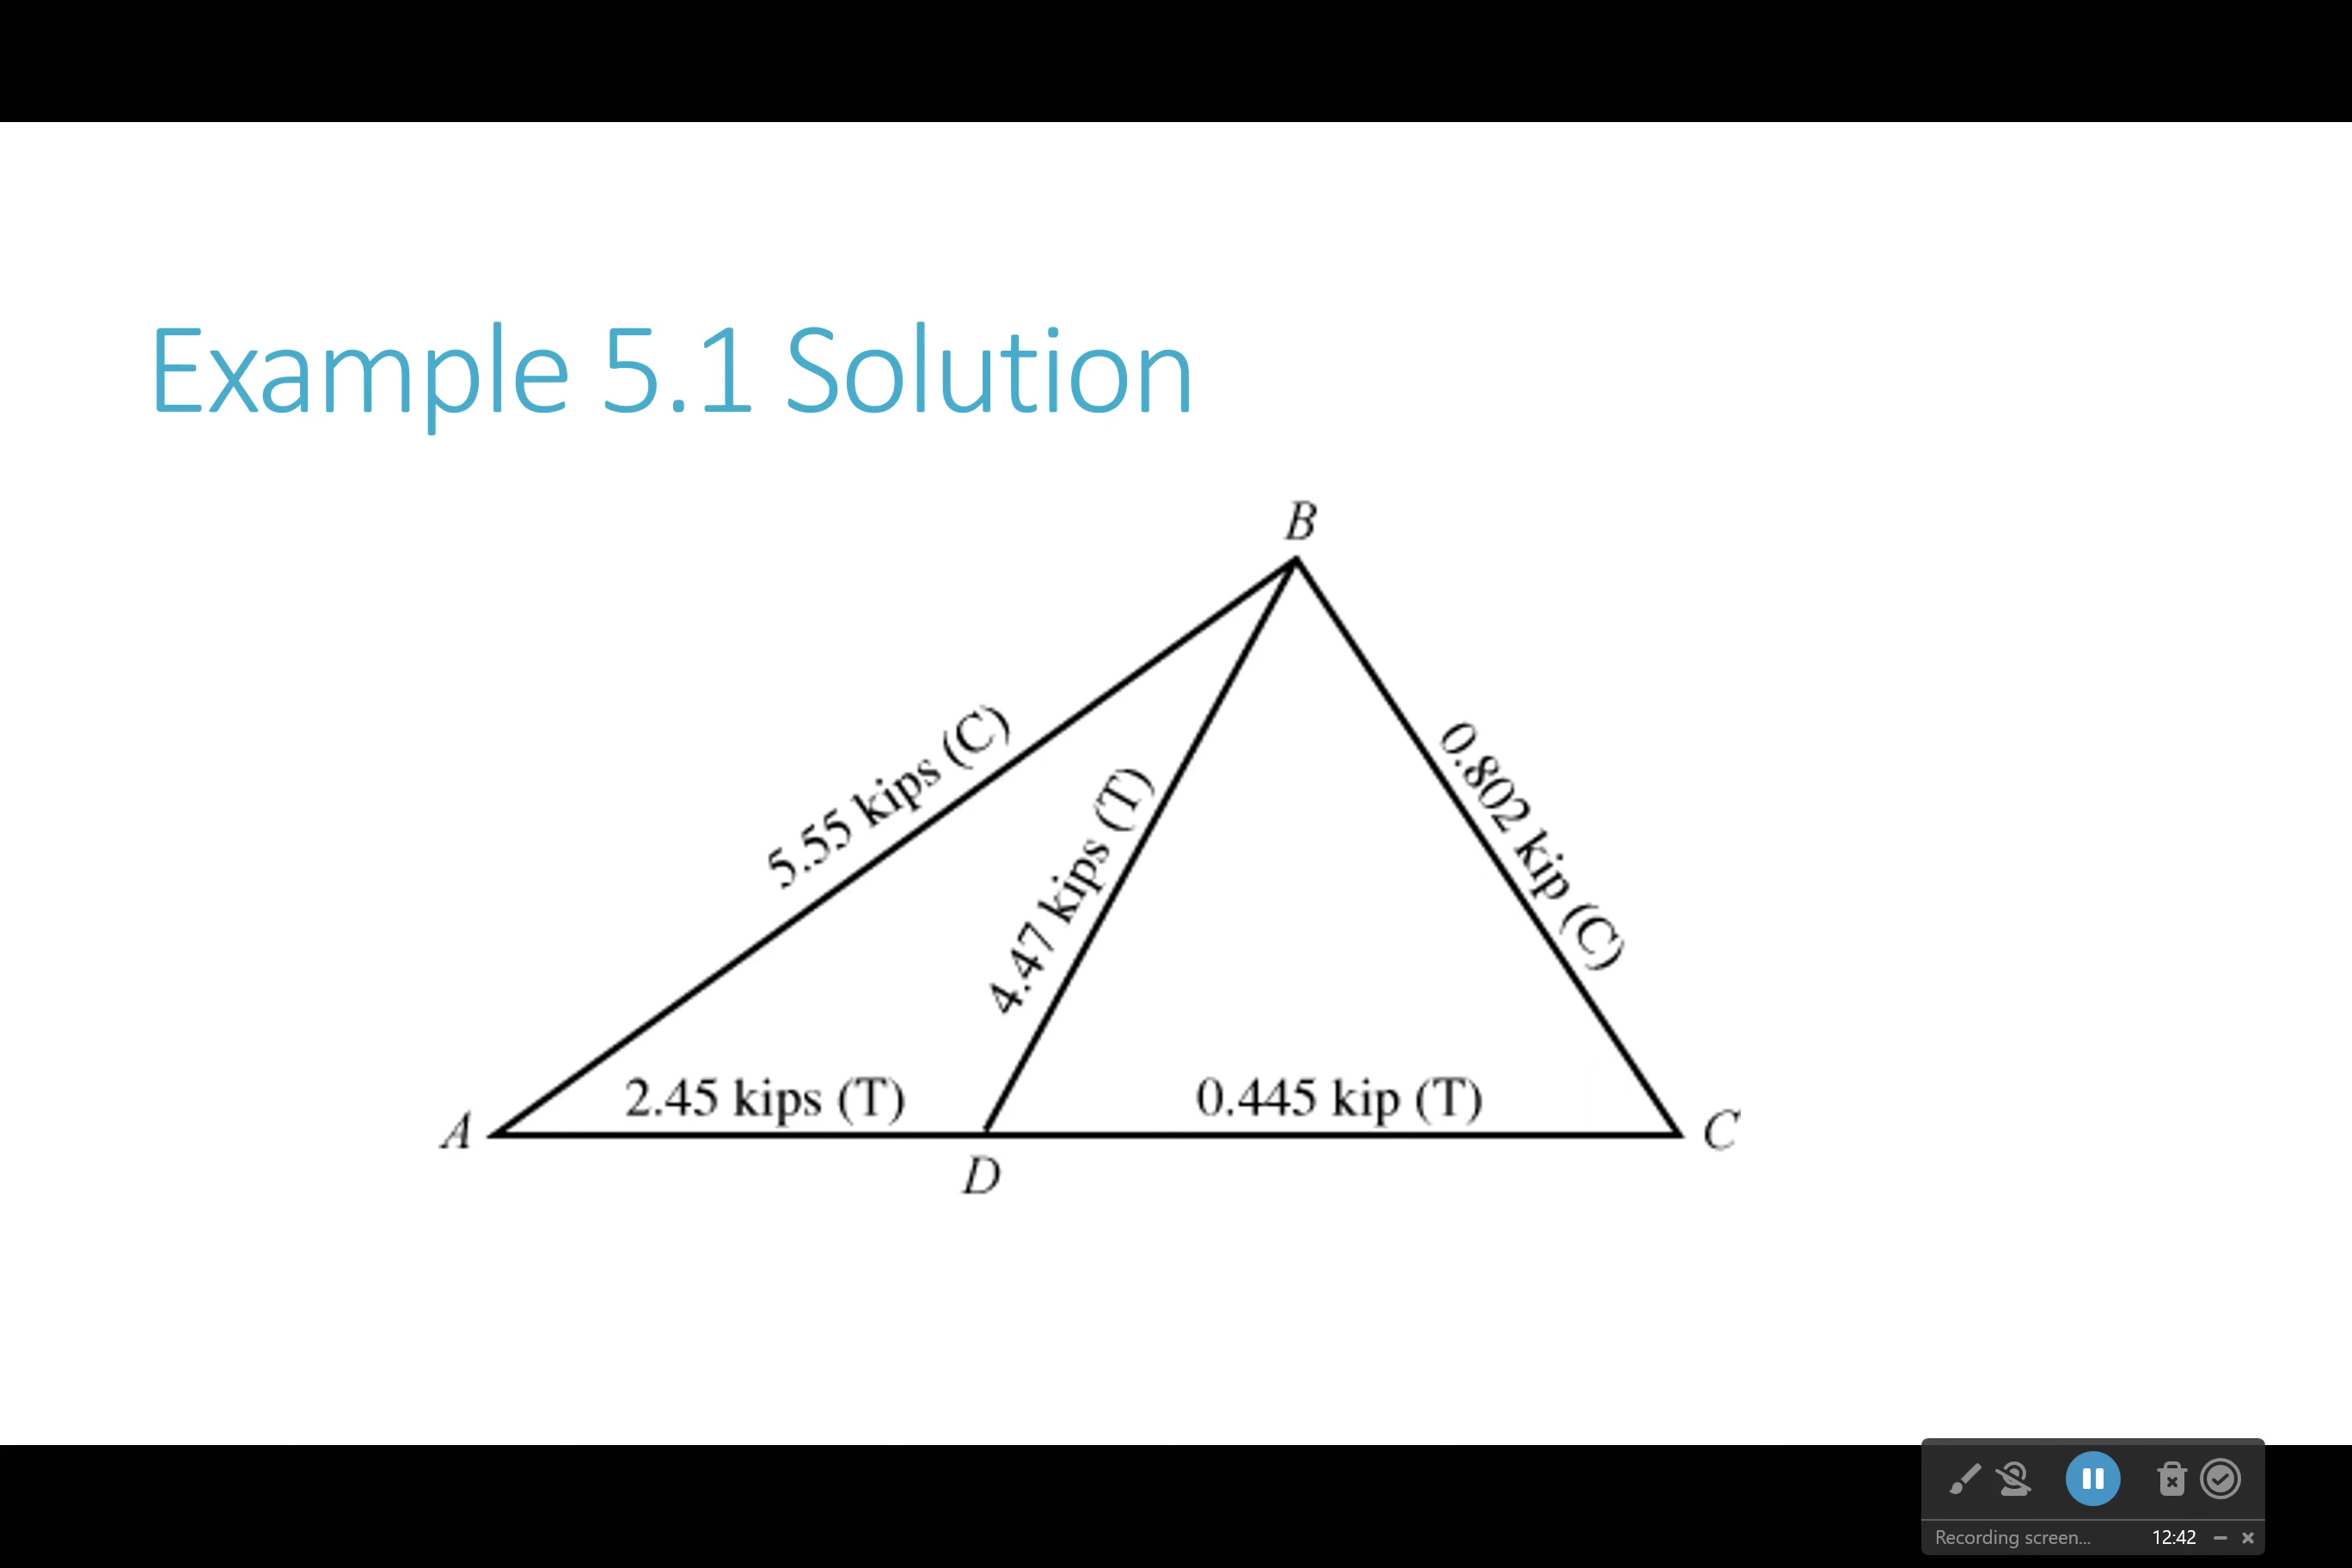 Example 5.1 Solution
B
5.55 kips (C)
4.47 kips (T)
0.802 kip (C)
2.45 kips (T)
0.445 kip (T)
A
C
D
Recording screen...
12:42